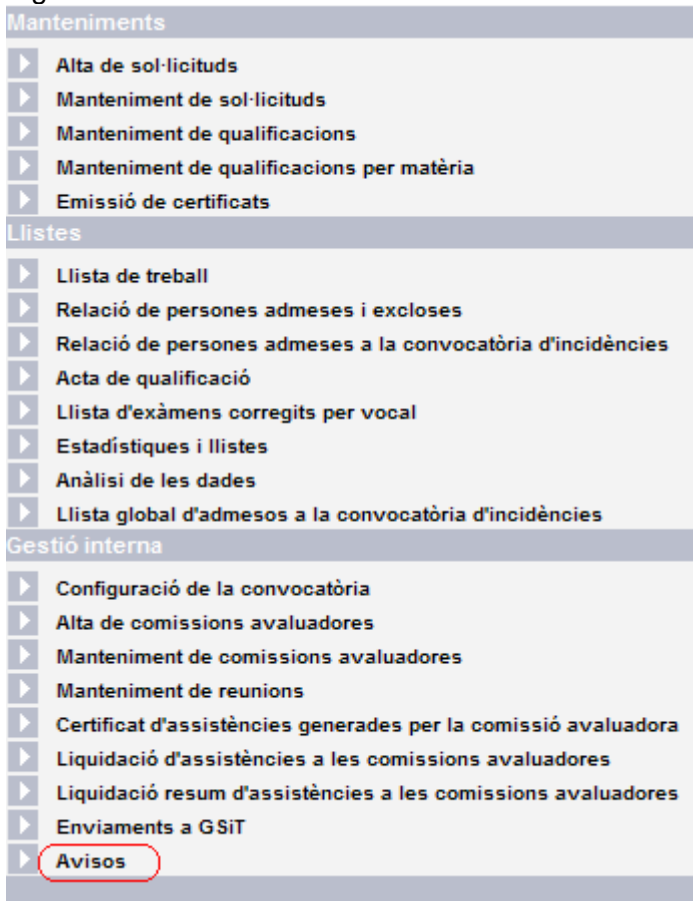 Manteniments
Alta de sol·licituds
Manteniment de sol·licituds
Manteniment de qualificacions
Manteniment de qualificacions per matèria
Emissió de certificats
Llistes
Llista de treball
Relació de persones admeses i excloses
Relació de persones admeses a la convocatòria d'incidències
Acta de qualificació
Llista d'exàmens corregits per vocal
Estadístiques i llistes
Anàlisi de les dades
Llista global d'admesos a la convocatòria d'incidències
Gestió interna
Configuració de la convocatòria
Alta de comissions avaluadores
Manteniment de comissions avaluadores
Manteniment de reunions
Certificat d'assistències generades per la comissió avaluadora
Liquidació d'assistències a les comissions avaluadores
Liquidació resum d'assistències a les comissions avaluadores
Enviaments a GSiT
Avisos